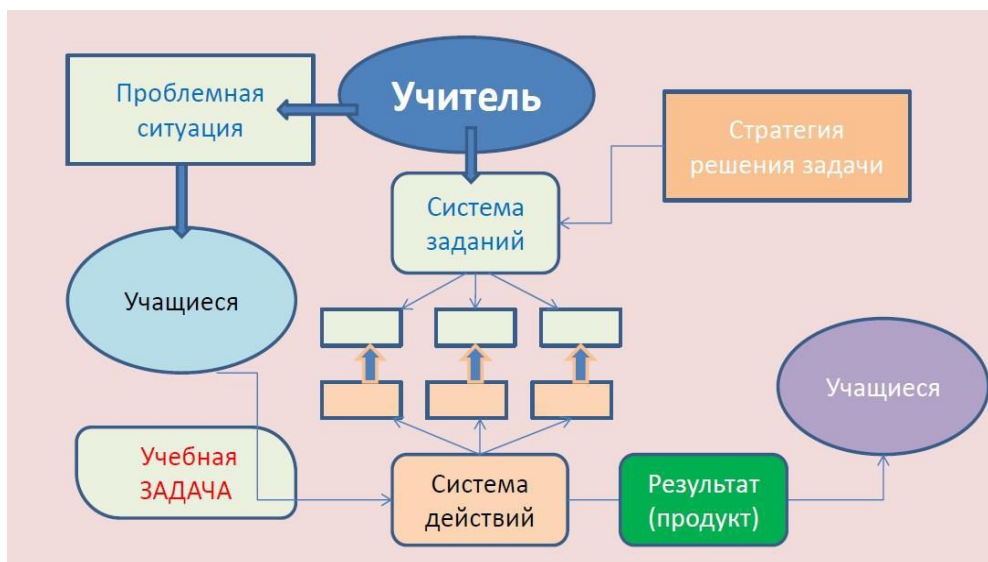 Проблемная
ситуация
Учитель
Стратегия
решения задачи
Система
заданий
Учащиеся
Учащиеся
Учебная
ЗАДАЧА
Система
действий
Результат
(продукт)